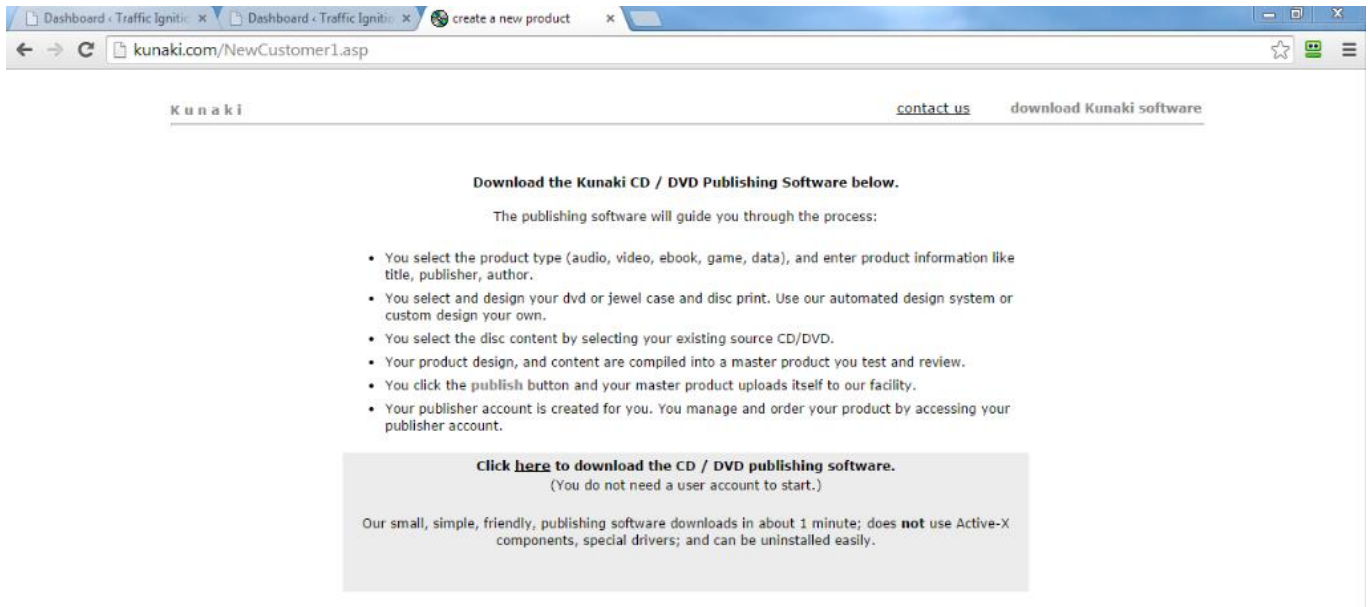 Dashboard ‹ Traffic Ignitio
Dashboard ‹ Traffic Ignitio
create a new product
kunaki.com/NewCustomer1.asp
Kunaki
contact us
download Kunaki software
Download the Kunaki CD / DVD Publishing Software below.
The publishing software will guide you through the process:
• You select the product type (audio, video, ebook, game, data), and enter product information like
title, publisher, author.
• You select and design your dvd or jewel case and disc print. Use our automated design system or
custom design your own.
• You select the disc content by selecting your existing source CD/DVD.
• Your product design, and content are compiled into a master product you test and review.
• You click the publish button and your master product uploads itself to our facility.
• Your publisher account is created for you. You manage and order your product by accessing your
publisher account.
Click here to download the CD / DVD publishing software.
(You do not need a user account to start.)
Our small, simple, friendly, publishing software downloads in about 1 minute; does not use Active-X
components, special drivers; and can be uninstalled easily.